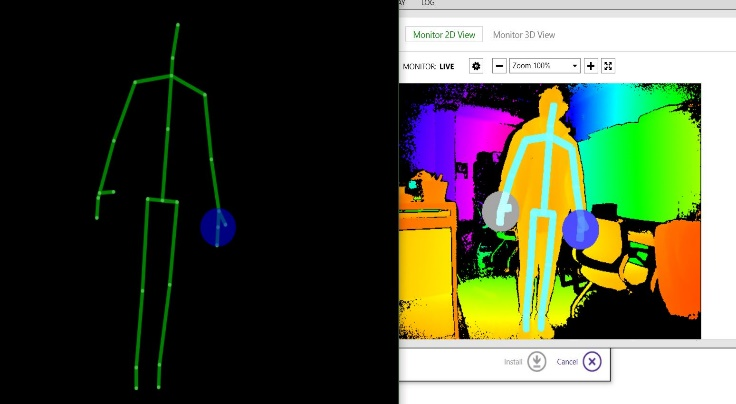 LOG
Monitor 2D View Monitor 3D View
MONITOR: LIVE Zoom 100%
Install Cancel